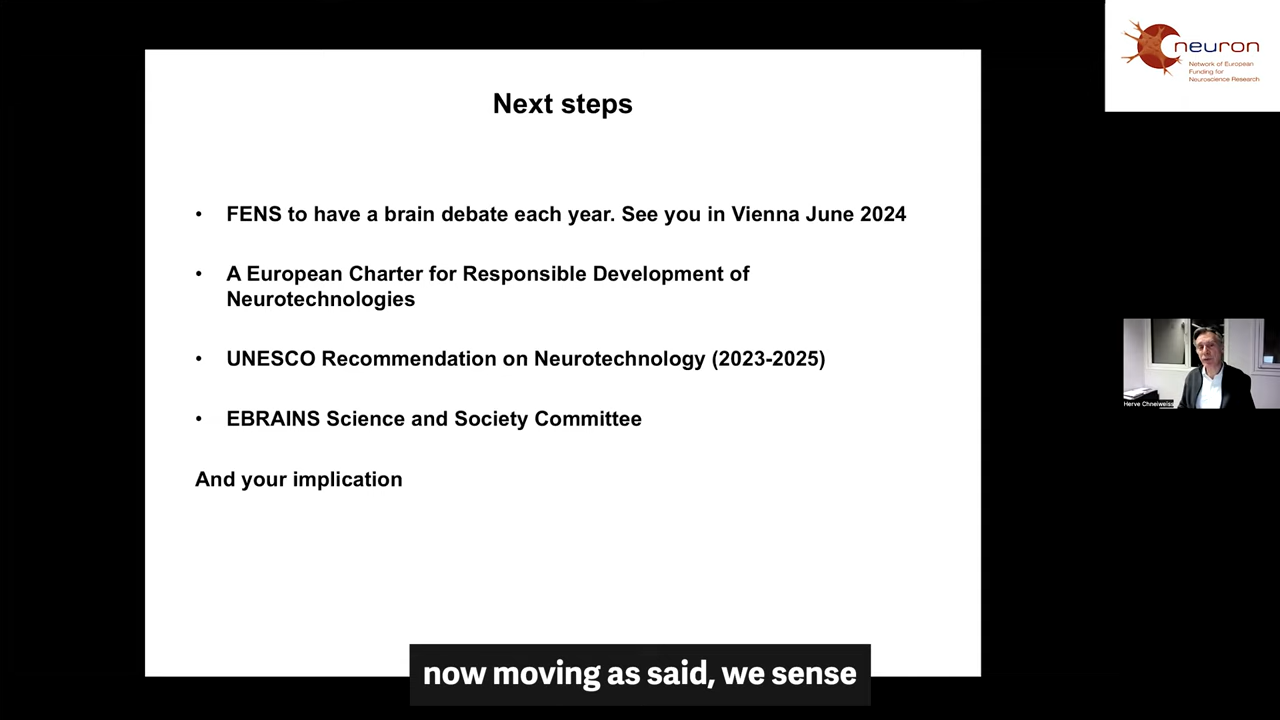 neuron
Network of European
Funding for
Neuroscience Research
Next steps
• FENS to have a brain debate each year. See you in Vienna June 2024
• A European Charter for Responsible Development of
Neurotechnologies
• UNESCO Recommendation on Neurotechnology (2023-2025)
• EBRAINS Science and Society Committee
And your implication
Herve Chneiweiss
now moving as said, we sense